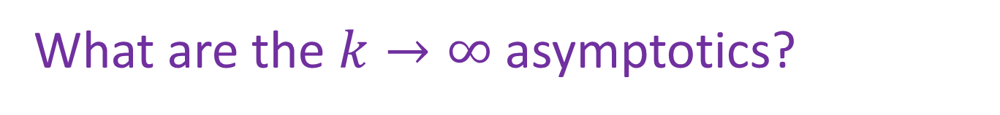 What are the 𝑘 → ∞ asymptotics?